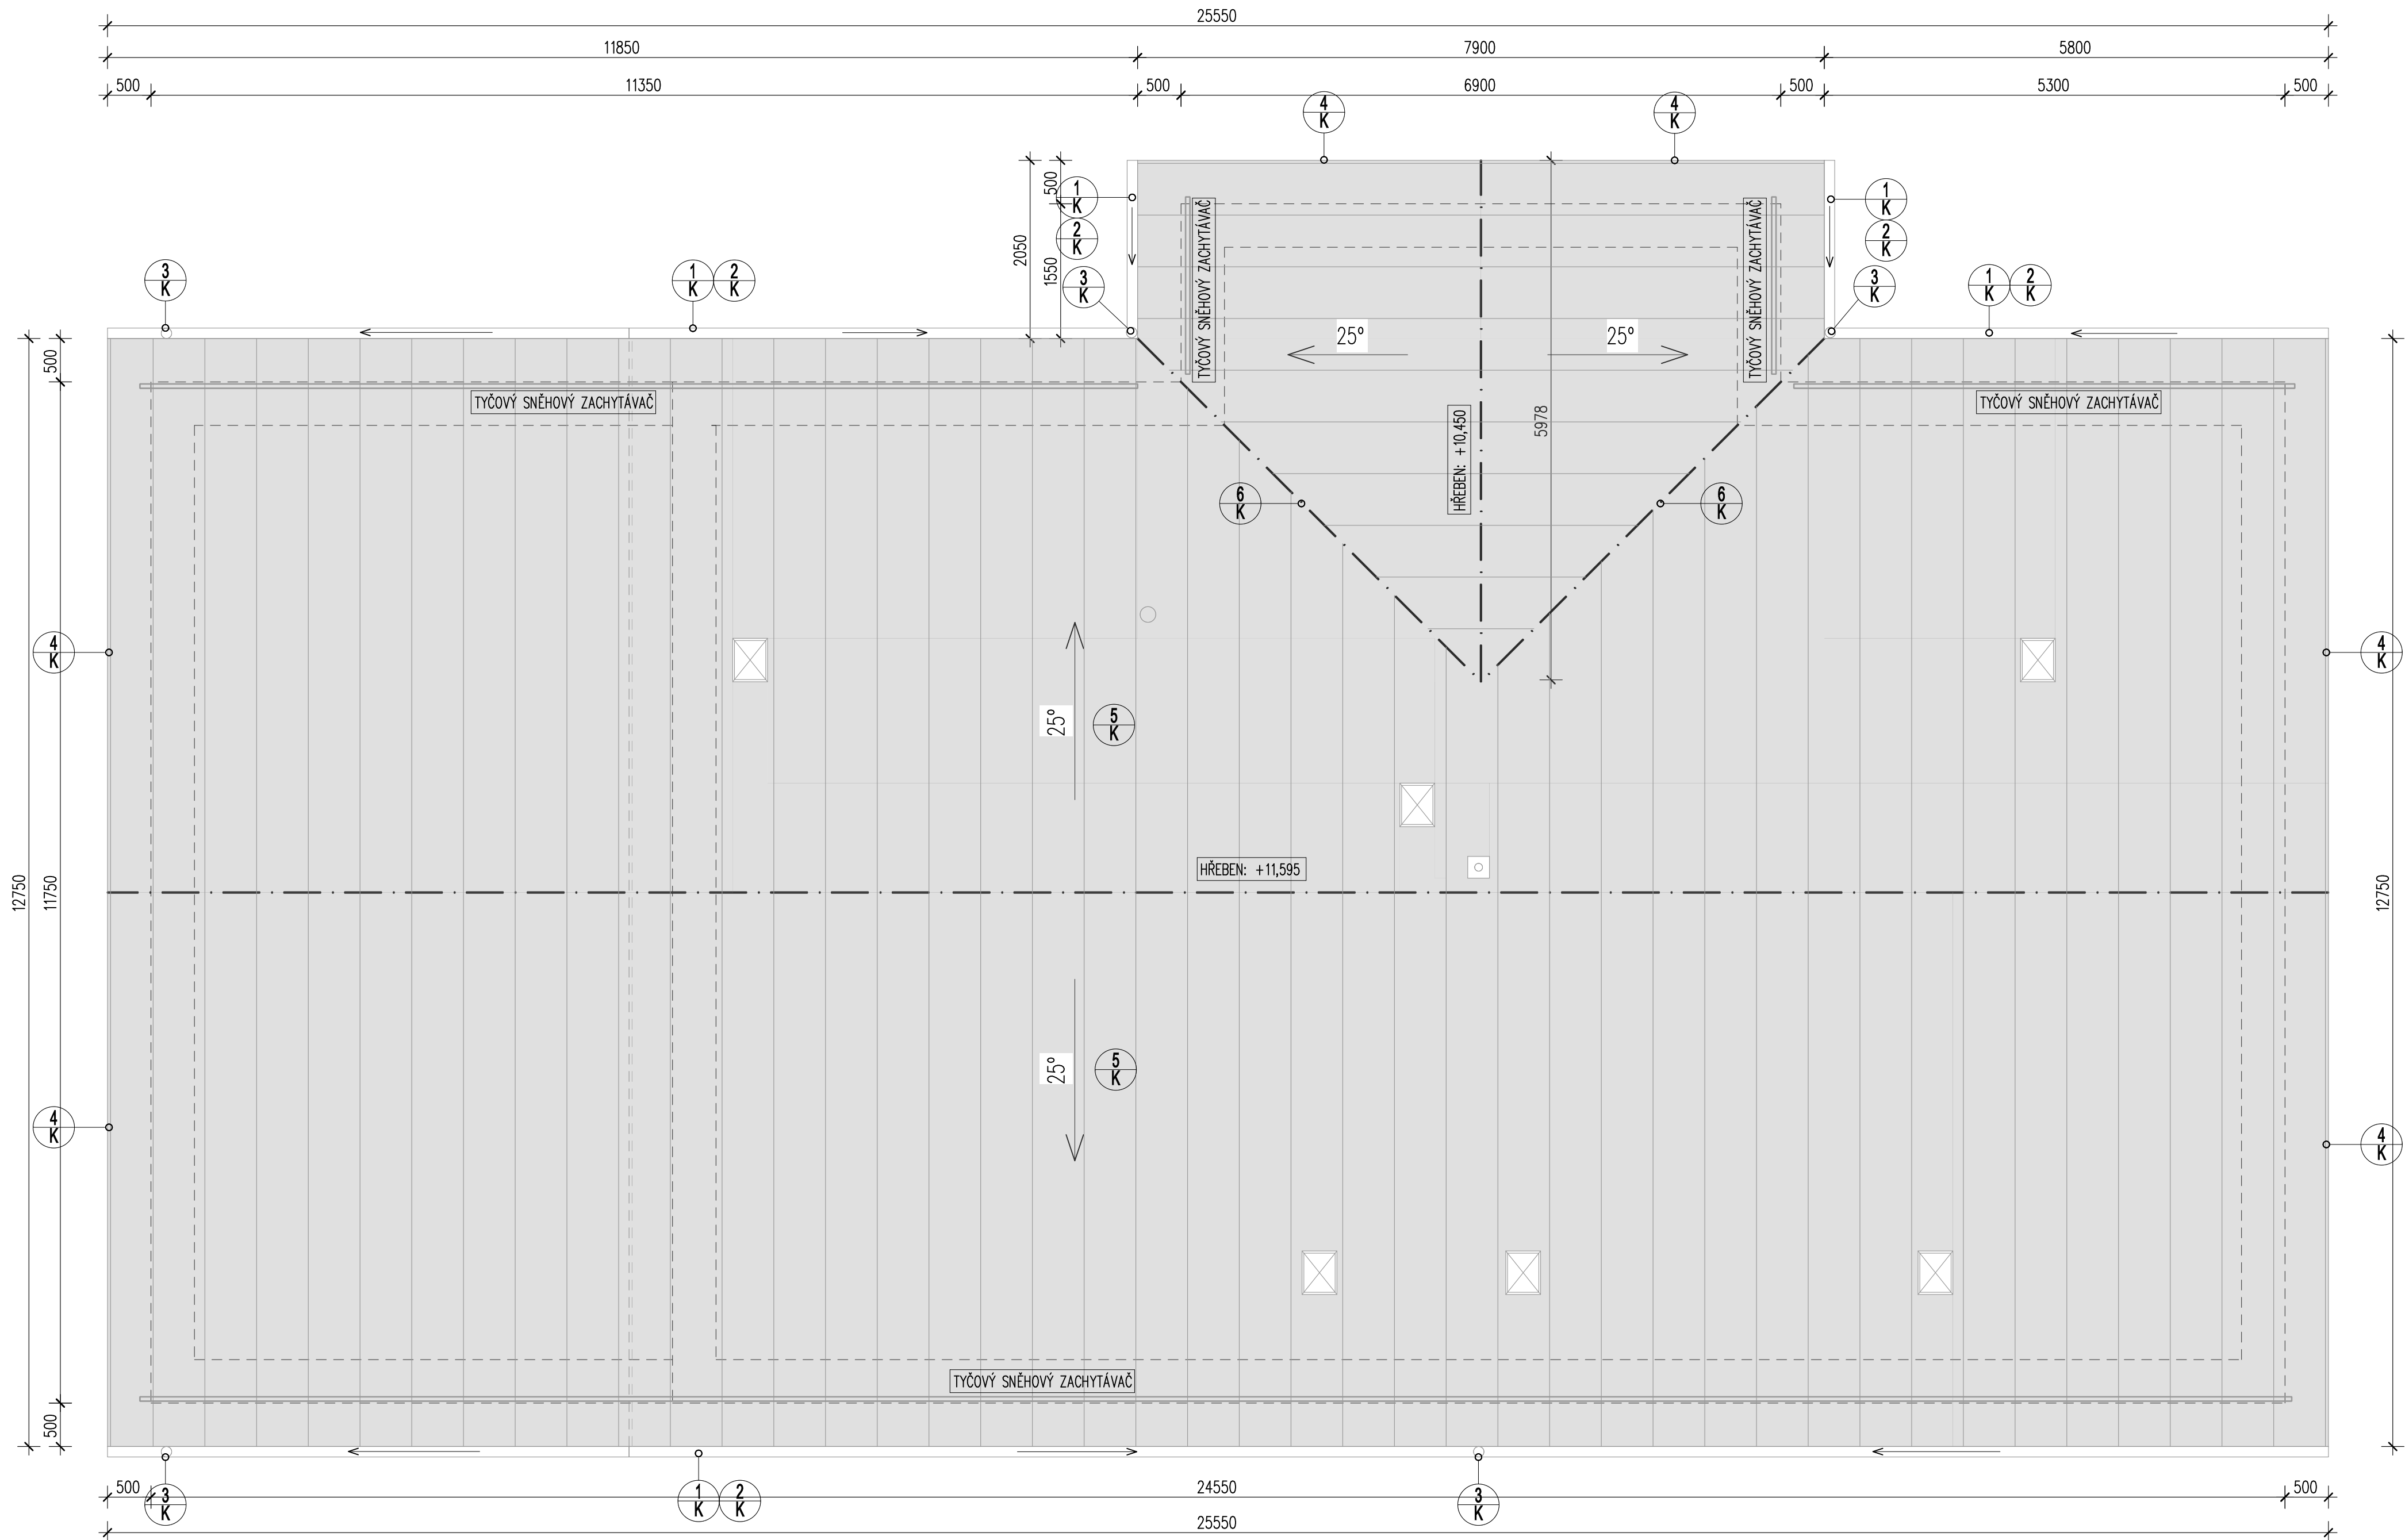 25550
11850
7900
5800
500
11350
500
6900
500
5300
500
4
K
4
K
2050
500
1550
1
K
2
K
3
K
1
K
2
K
3
K
3
K
1
K
2
K
1
K
2
K
TYČOVÝ SNĚHOVÝ ZACHYTÁVAČ
TYČOVÝ SNĚHOVÝ ZACHYTÁVAČ
25°
25°
500
TYČOVÝ SNĚHOVÝ ZACHYTÁVAČ
TYČOVÝ SNĚHOVÝ ZACHYTÁVAČ
HŘEBEN: +10,450
5978
6
K
6
K
4
K
4
K
25°
5
K
HŘEBEN: +11,595
12750
11750
12750
25°
5
K
4
K
4
K
TYČOVÝ SNĚHOVÝ ZACHYTÁVAČ
500
500
3
K
1
K
2
K
24550
3
K
500
25550